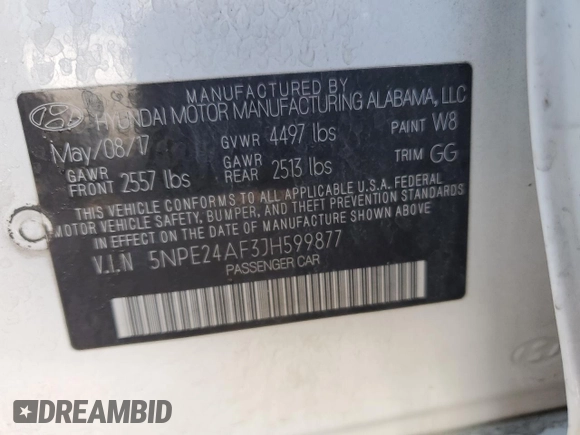 MANUFACTURED BY
HYUNDAI MOTOR MANUFACTURING ALABAMA, LLC
May/08/17 GVWR 4497 lbs PAINT W8
GAWR FRONT 2557 lbs GAWR REAR 2513 lbs TRIM GG
THIS VEHICLE CONFORMS TO ALL APPLICABLE U.S.A. FEDERAL
MOTOR VEHICLE SAFETY, BUMPER, AND THEFT PREVENTION STANDARDS
IN EFFECT ON THE DATE OF MANUFACTURE SHOWN ABOVE.
V.I.N 5NPE24AF3JH599877
PASSENGER CAR
DREAMBID